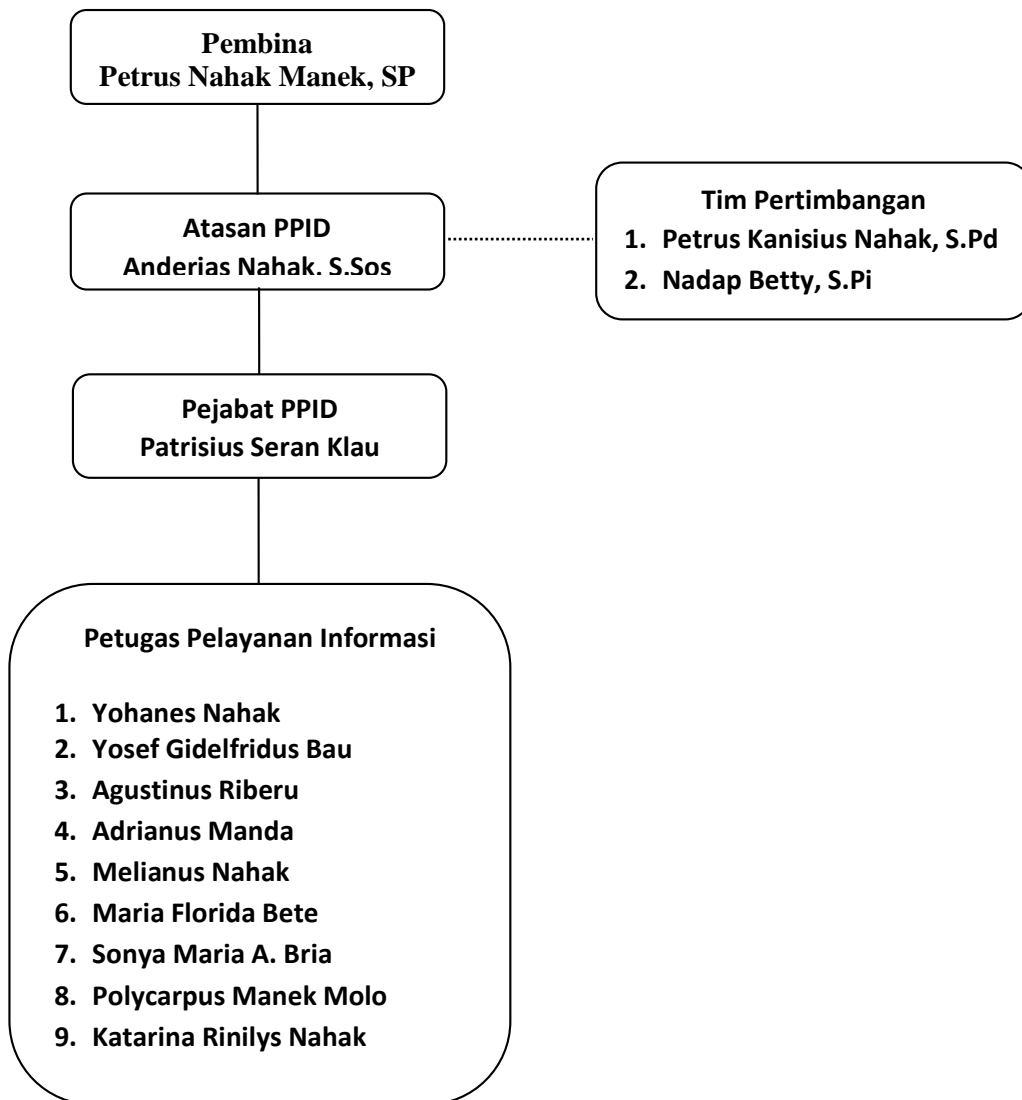 Pembina
Petrus Nahak Manek, SP
Atasan PPID
Anderias Nahak. S.Sos
Tim Pertimbangan
1. Petrus Kanisius Nahak, S.Pd
2. Nadap Betty, S.Pi
Pejabat PPID
Patrisius Seran Klau
Petugas Pelayanan Informasi
1. Yohanes Nahak
2. Yosef Gidelfridus Bau
3. Agustinus Riberu
4. Adrianus Manda
5. Melianus Nahak
6. Maria Florida Bete
7. Sonya Maria A. Bria
8. Polycarpus Manek Molo
9. Katarina Rinilys Nahak